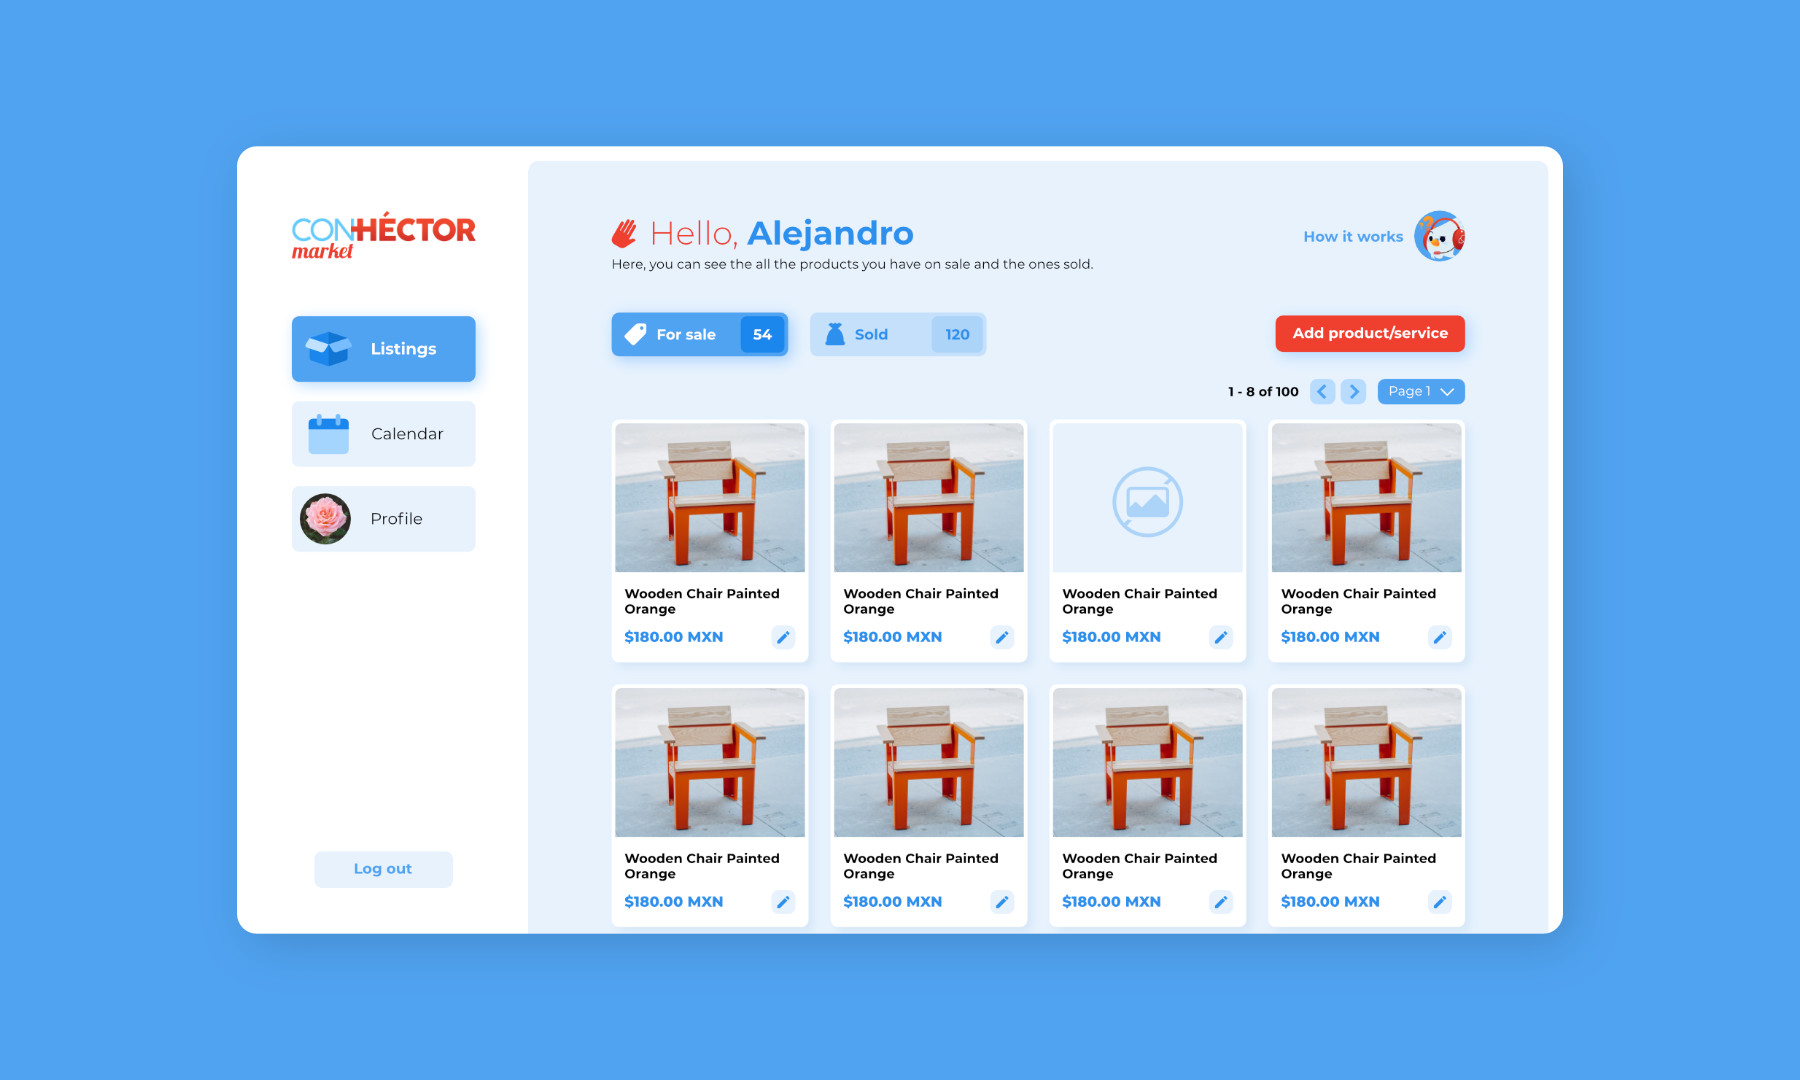 CONHÉCTOR
market
Listings
Calendar
Profile
Log out
Hello, Alejandro
Here, you can see the all the products you have on sale and the ones sold.
How it works
For sale 54
Sold 120
Add product/service
1 - 8 of 100
Page 1
Wooden Chair Painted
Orange
$180.00 MXN
Wooden Chair Painted
Orange
$180.00 MXN
Wooden Chair Painted
Orange
$180.00 MXN
Wooden Chair Painted
Orange
$180.00 MXN
Wooden Chair Painted
Orange
$180.00 MXN
Wooden Chair Painted
Orange
$180.00 MXN
Wooden Chair Painted
Orange
$180.00 MXN
Wooden Chair Painted
Orange
$180.00 MXN